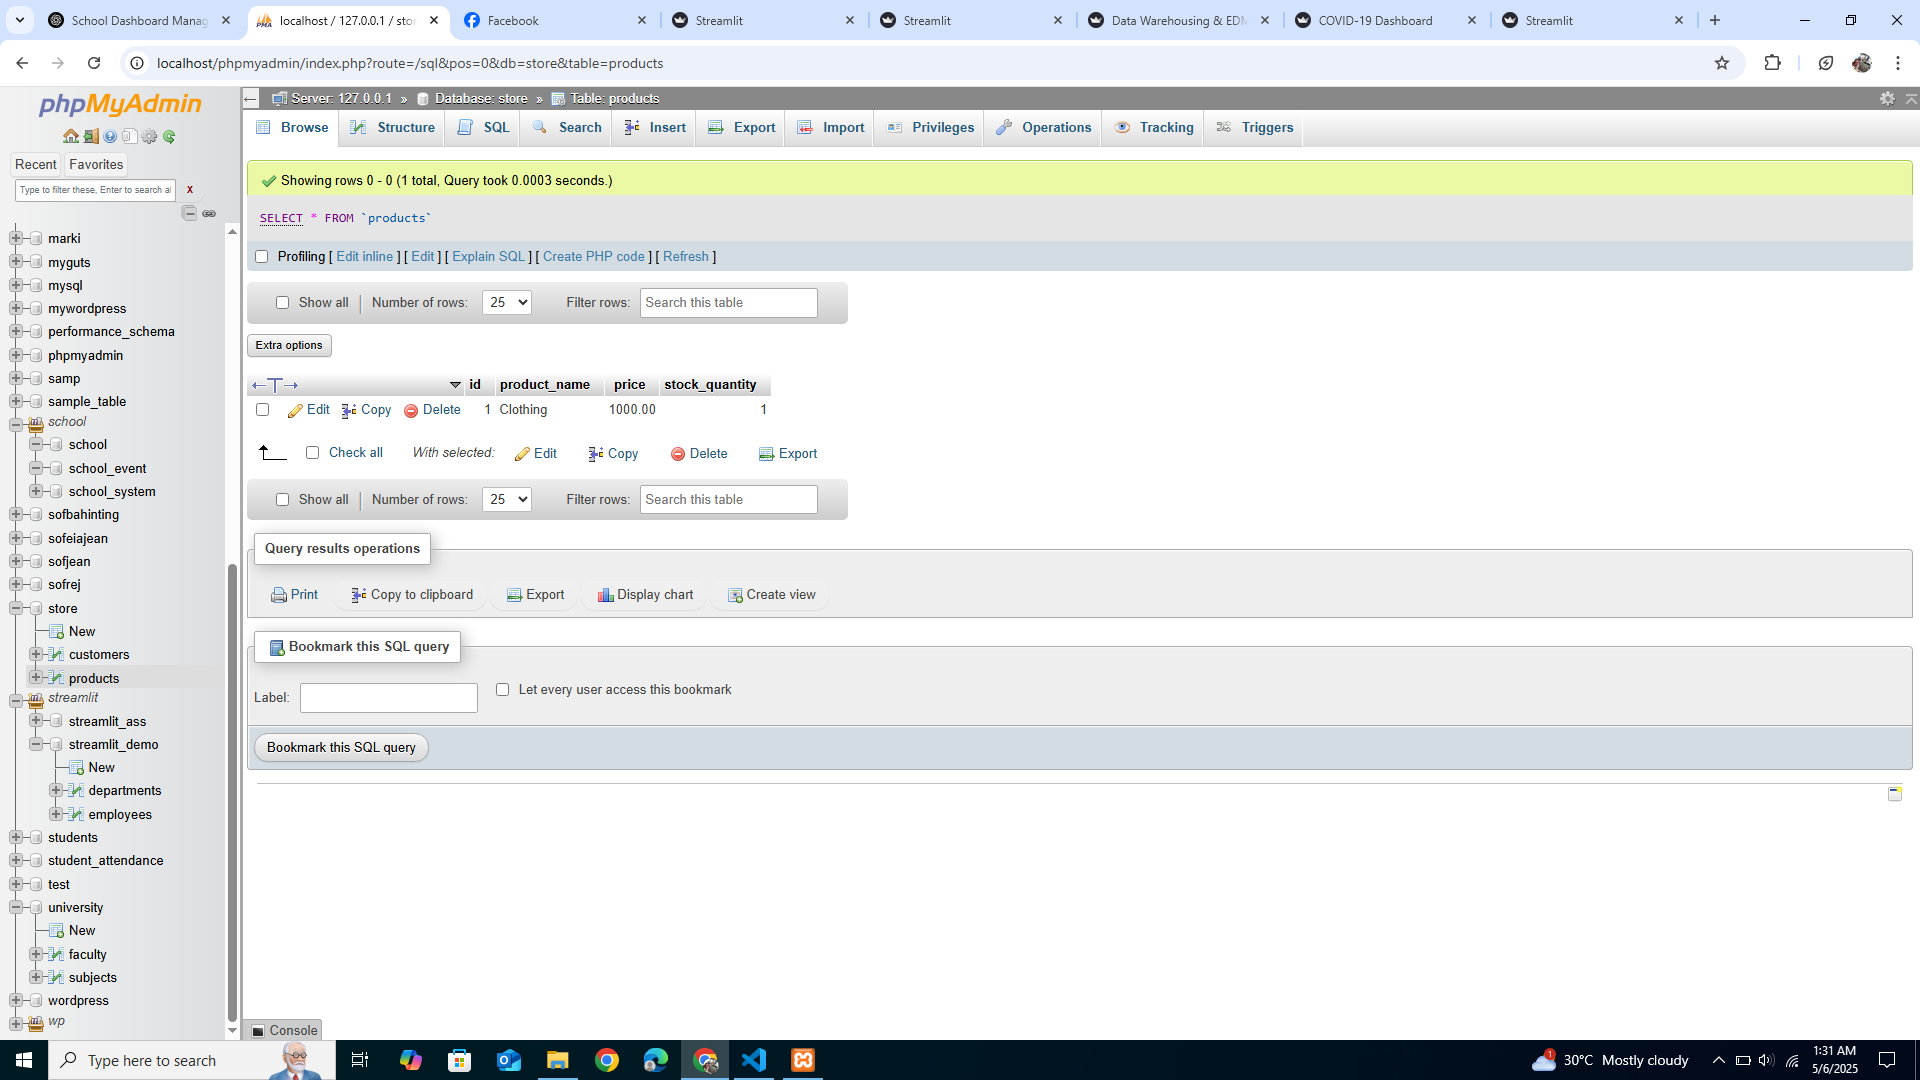 School Dashboard Manag
localhost / 127.0.0.1 / stor
Facebook
Streamlit
Streamlit
Data Warehousing & EDM
COVID-19 Dashboard
Streamlit
localhost/phpmyadmin/index.php?route=/sql&pos=0&db=store&table=products
phpMyAdmin
Recent
Favorites
Type to filter these, Enter to search al
X
marki
myguts
mysql
mywordpress
performance_schema
phpmyadmin
samp
sample_table
school
school
school_event
school_system
sofbahinting
sofeiajean
sofjean
sofrej
store
New
customers
products
streamlit
streamlit_ass
streamlit_demo
New
departments
employees
students
student_attendance
test
university
New
faculty
subjects
wordpress
wp
Server: 127.0.0.1 » Database: store » Table: products
Browse Structure SQL Search Insert Export Import Privileges Operations Tracking Triggers
Showing rows 0 - 0 (1 total, Query took 0.0003 seconds.)
SELECT * FROM `products`
Profiling [ Edit inline ] [ Edit ] [ Explain SQL ] [ Create PHP code ] [ Refresh ]
Show all Number of rows: 25 Filter rows: Search this table
Extra options
←T→ id product_name price stock_quantity
Edit Copy Delete 1 Clothing 1000.00 1
Check all With selected: Edit Copy Delete Export
Show all Number of rows: 25 Filter rows: Search this table
Query results operations
Print Copy to clipboard Export Display chart Create view
Bookmark this SQL query
Label: Let every user access this bookmark
Bookmark this SQL query
Console
Type here to search
1
30°C Mostly cloudy
1:31 AM
5/6/2025